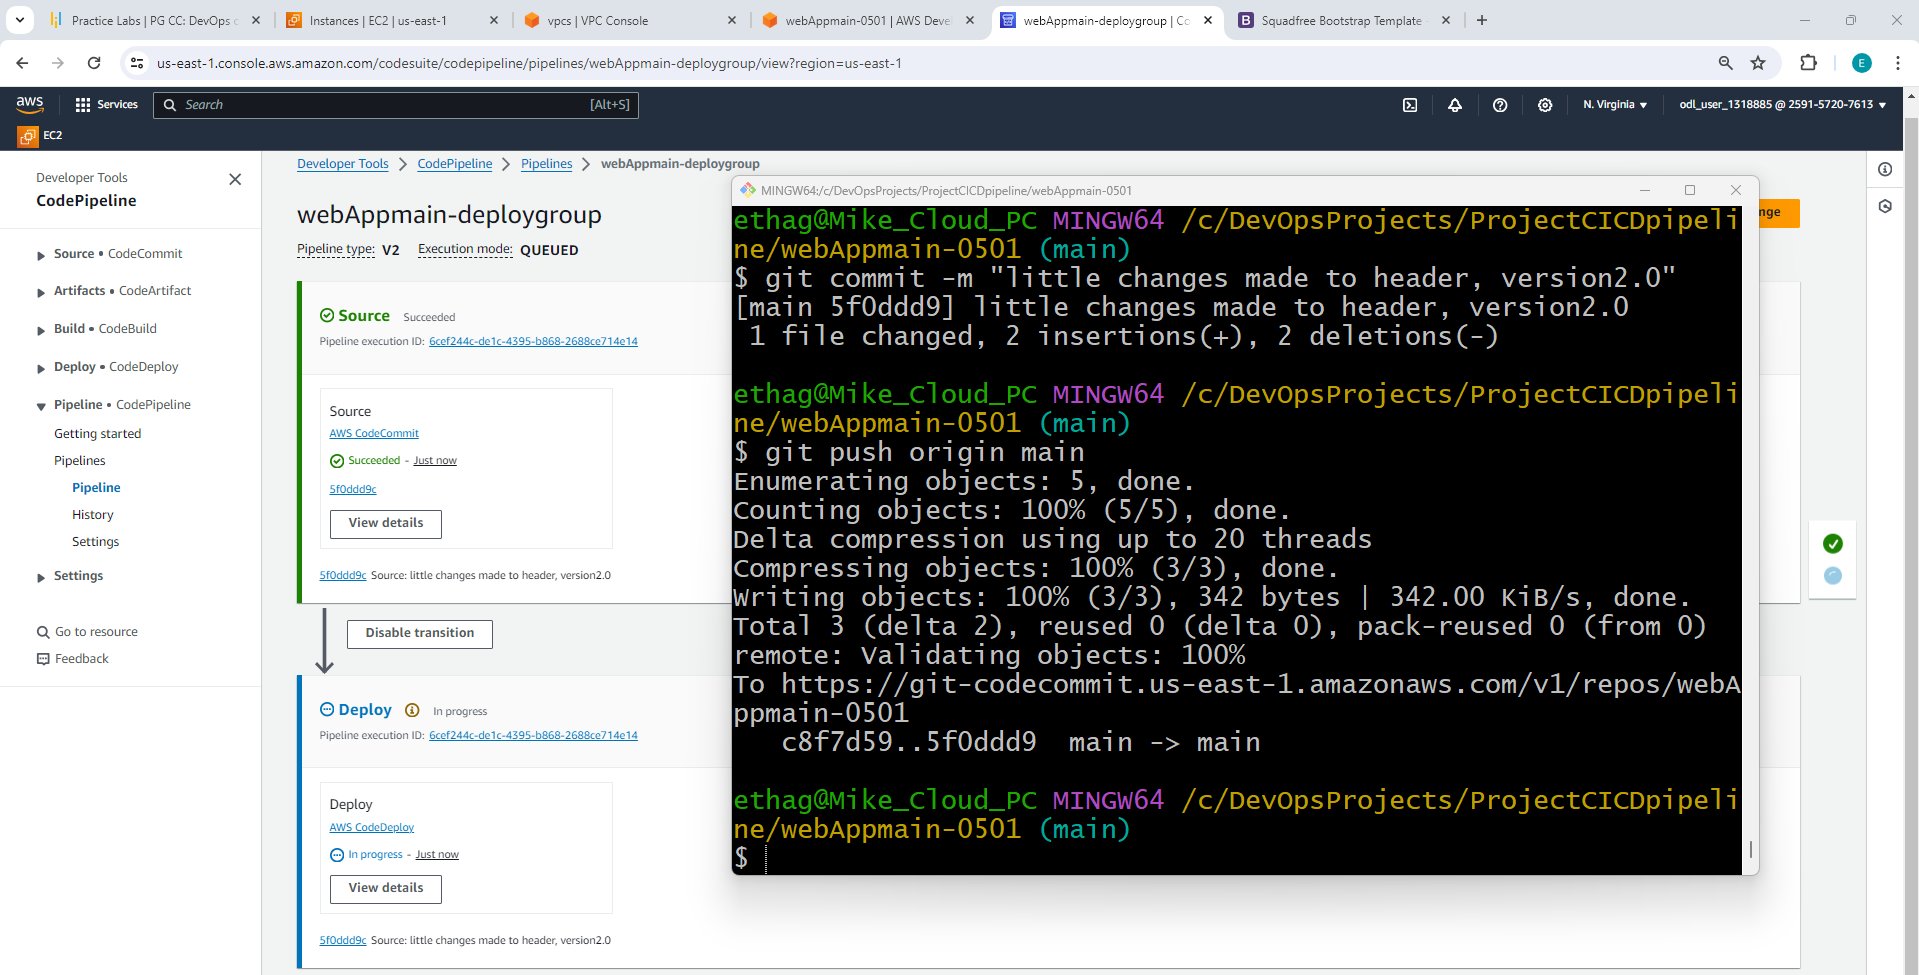 Practice Labs | PG CC: DevOps c
Instances | EC2 | us-east-1
vpcs | VPC Console
webAppmain-0501 | AWS Deve
webAppmain-deploygroup | Co
Squadfree Bootstrap Template
us-east-1.console.aws.amazon.com/codesuite/codepipeline/pipelines/webAppmain-deploygroup/view?region=us-east-1
E
aws
Services
Search
[Alt+S]
N. Virginia
odl_user_1318885 @ 2591-5720-7613
EC2
Developer Tools
CodePipeline
Source • CodeCommit
Artifacts • CodeArtifact
Build • CodeBuild
Deploy • CodeDeploy
Pipeline • CodePipeline
Getting started
Pipelines
Pipeline
History
Settings
Settings
Go to resource
Feedback
Developer Tools
CodePipeline
Pipelines
webAppmain-deploygroup
webAppmain-deploygroup
Pipeline type: V2
Execution mode: QUEUED
nge
Source Succeeded
Pipeline execution ID: 6cef244c-de1c-4395-b868-2688ce714e14
Source
AWS CodeCommit
Succeeded - Just now
5f0ddd9c
View details
5f0ddd9c Source: little changes made to header, version2.0
Disable transition
Deploy In progress
Pipeline execution ID: 6cef244c-de1c-4395-b868-2688ce714e14
Deploy
AWS CodeDeploy
In progress - Just now
View details
5f0ddd9c Source: little changes made to header, version2.0
MINGW64:/c/DevOpsProjects/ProjectCICDpipeline/webAppmain-0501
ethag@Mike_Cloud_PC MINGW64 /c/DevOpsProjects/ProjectCICDpipeli
ne/webAppmain-0501 (main)
$ git commit -m "little changes made to header, version2.0"
[main 5f0ddd9] little changes made to header, version2.0
1 file changed, 2 insertions(+), 2 deletions(-)
ethag@Mike_Cloud_PC MINGW64 /c/DevOpsProjects/ProjectCICDpipeli
ne/webAppmain-0501 (main)
$ git push origin main
Enumerating objects: 5, done.
Counting objects: 100% (5/5), done.
Delta compression using up to 20 threads
Compressing objects: 100% (3/3), done.
Writing objects: 100% (3/3), 342 bytes | 342.00 KiB/s, done.
Total 3 (delta 2), reused 0 (delta 0), pack-reused 0 (from 0)
remote: Validating objects: 100%
To https://git-codecommit.us-east-1.amazonaws.com/v1/repos/webA
ppmain-0501
c8f7d59..5f0ddd9 main -> main
ethag@Mike_Cloud_PC MINGW64 /c/DevOpsProjects/ProjectCICDpipeli
ne/webAppmain-0501 (main)
$